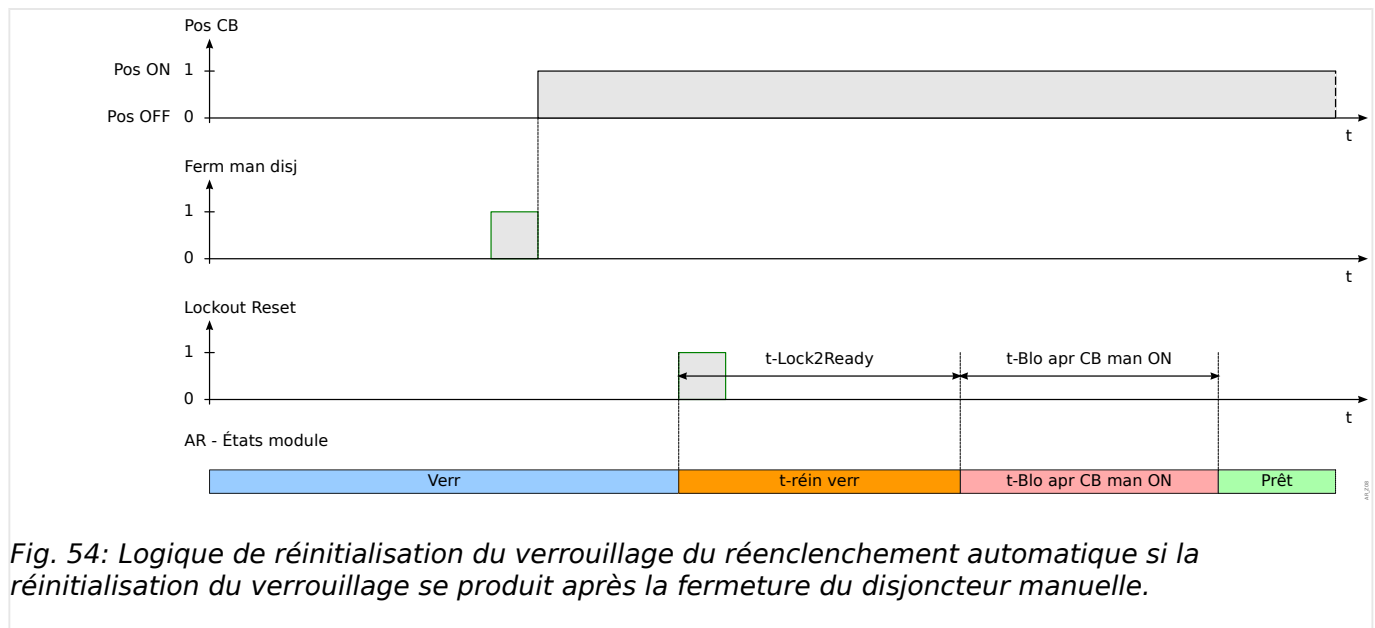 Pos CB
Pos ON 1
Pos OFF 0
t
Ferm man disj
1
0
t
Lockout Reset
1
t-Lock2Ready
t-Blo apr CB man ON
0
t
AR - États module
Verr
t-réin verr
t-Blo apr CB man ON
Prêt
Fig. 54: Logique de réinitialisation du verrouillage du réenclenchement automatique si la
réinitialisation du verrouillage se produit après la fermeture du disjoncteur manuelle.